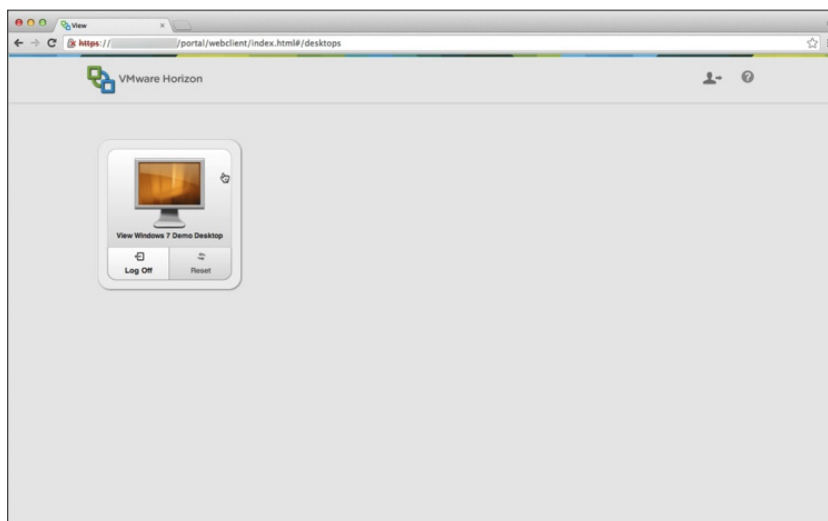 View
https:// /portal/webclient/index.html#/desktops
VMware Horizon
View Windows 7 Demo Desktop
Log Off
Reset